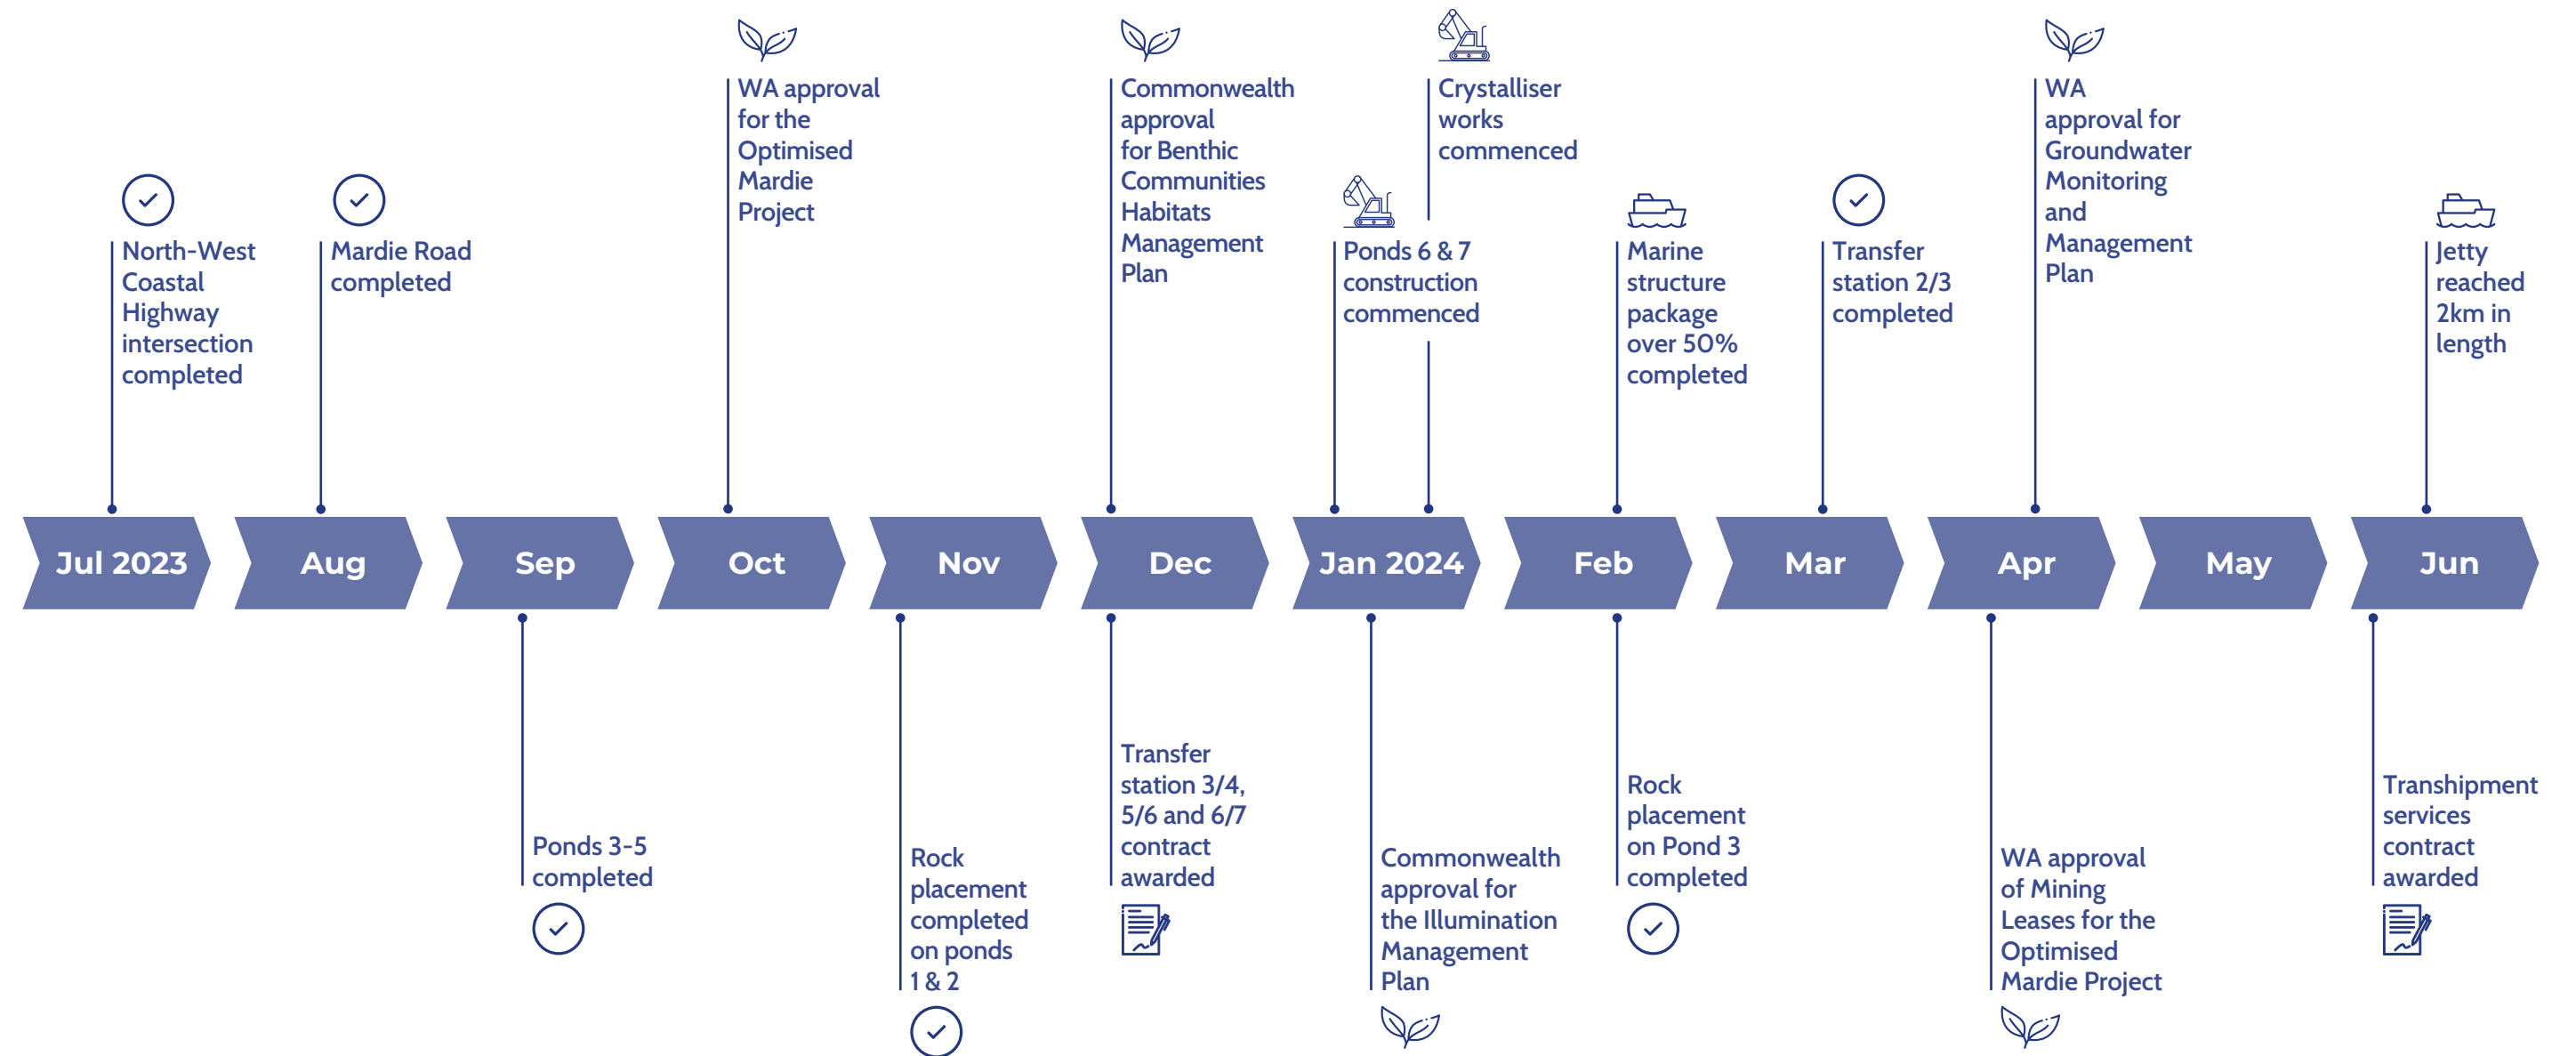 WA approval
for the
Optimised
Mardie
Project
Commonwealth
approval
for Benthic
Communities
Habitats
Management
Plan
Crystalliser
works
commenced
WA
approval for
Groundwater
Monitoring
and
Management
Plan
North-West
Coastal
Highway
intersection
completed
Mardie Road
completed
Ponds 6 & 7
construction
commenced
Marine
structure
package
over 50%
completed
Transfer
station 2/3
completed
Jetty
reached
2km in
length
Jul 2023
Aug
Sep
Oct
Nov
Dec
Jan 2024
Feb
Mar
Apr
May
Jun
Ponds 3-5
completed
Rock
placement
completed
on ponds
1 & 2
Transfer
station 3/4,
5/6 and 6/7
contract
awarded
Commonwealth
approval for
the Illumination
Management
Plan
Rock
placement
on Pond 3
completed
WA approval
of Mining
Leases for the
Optimised
Mardie Project
Transhipment
services
contract
awarded